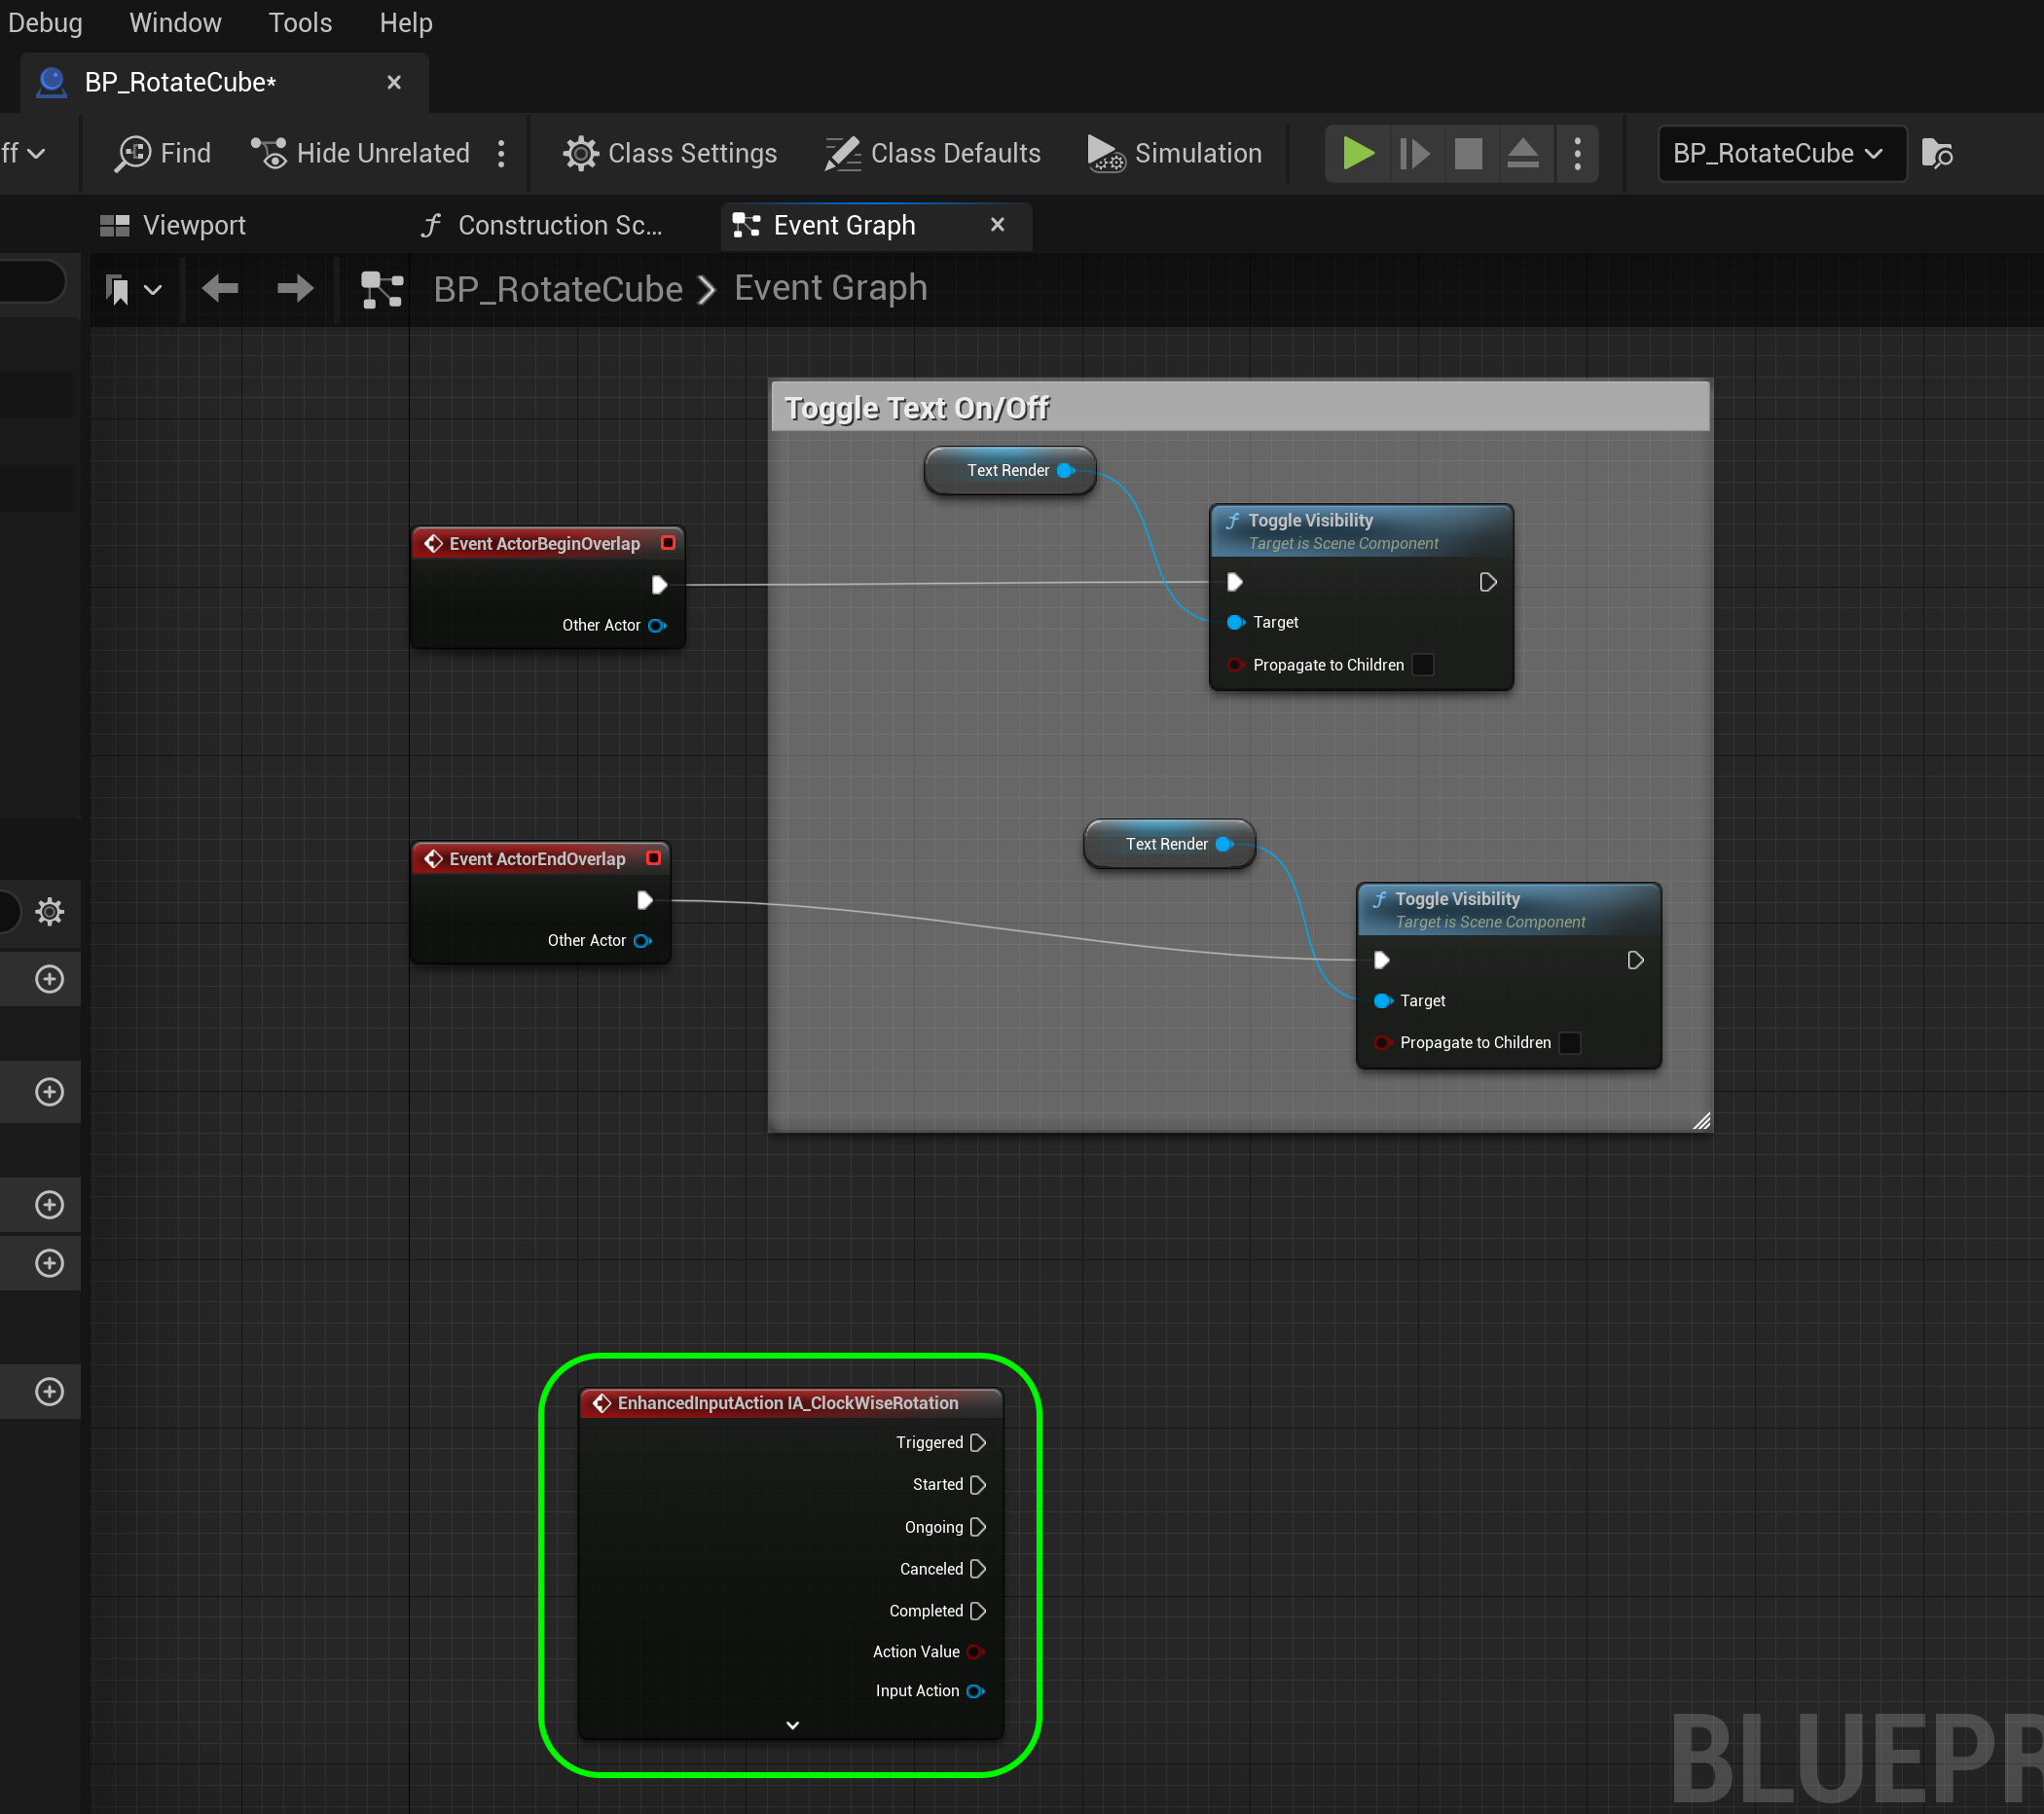 Debug Window Tools Help
BP_RotateCube*
ff Find Hide Unrelated Class Settings Class Defaults Simulation BP_RotateCube
Viewport Construction Sc... Event Graph
BP_RotateCube Event Graph
Toggle Text On/Off
Text Render
Toggle Visibility
Target is Scene Component
Target
Propagate to Children
Event ActorBeginOverlap
Other Actor
Text Render
Toggle Visibility
Target is Scene Component
Target
Propagate to Children
Event ActorEndOverlap
Other Actor
EnhancedInputAction IA_ClockWiseRotation
Triggered
Started
Ongoing
Canceled
Completed
Action Value
Input Action
BLUEPR